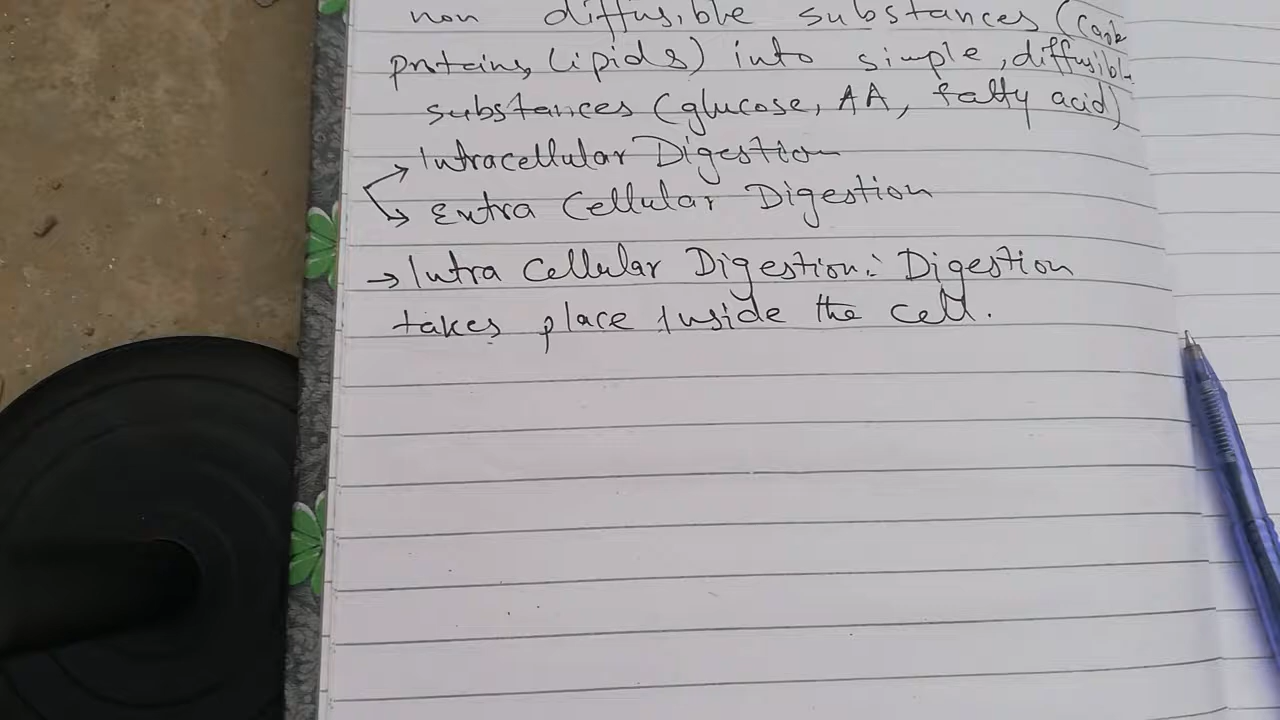 non diffusible substances (Carb
proteins, Lipids) into simple, diffusible
substances (glucose, AA, fatty acid)
Intracellular Digestion
Extra Cellular Digestion
→ Intra Cellular Digestion: Digestion
takes place inside the cell.